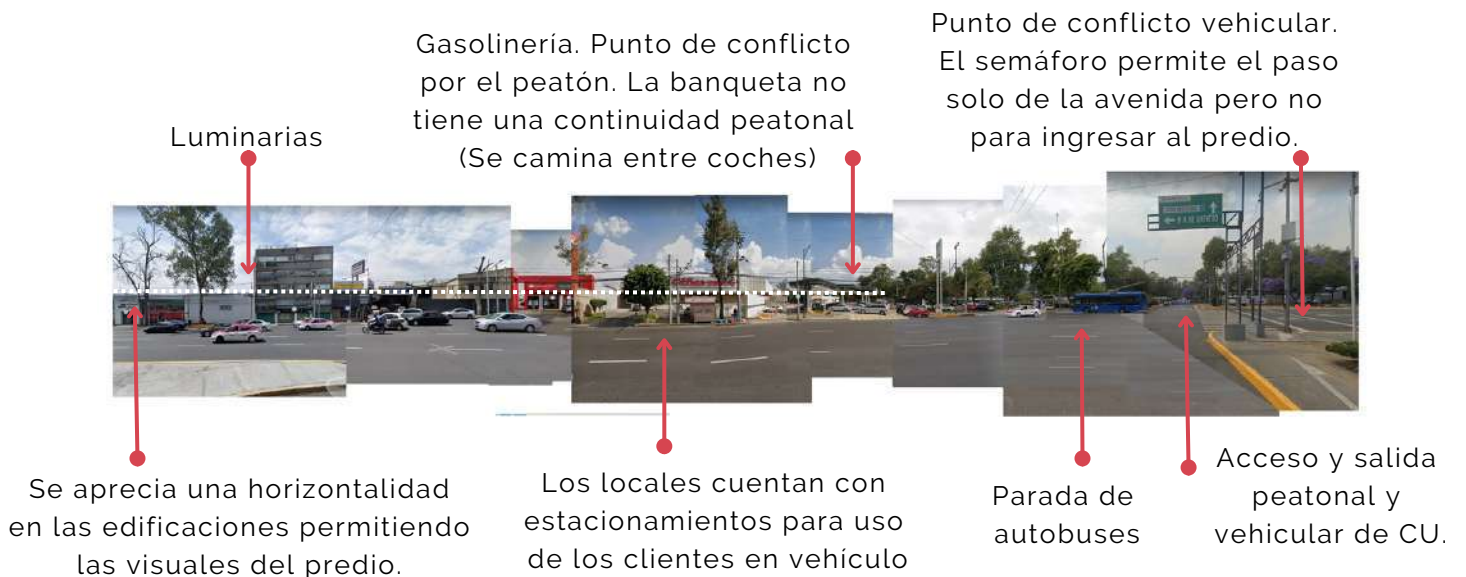 Luminarias
Gasolinería. Punto de conflicto
por el peatón. La banqueta no
tiene una continuidad peatonal
(Se camina entre coches)
Punto de conflicto vehicular.
El semáforo permite el paso
solo de la avenida pero no
para ingresar al predio.
Se aprecia una horizontalidad
en las edificaciones permitiendo
las visuales del predio.
Los locales cuentan con
estacionamientos para uso
de los clientes en vehículo
Parada de
autobuses
Acceso y salida
peatonal y
vehicular de CU.